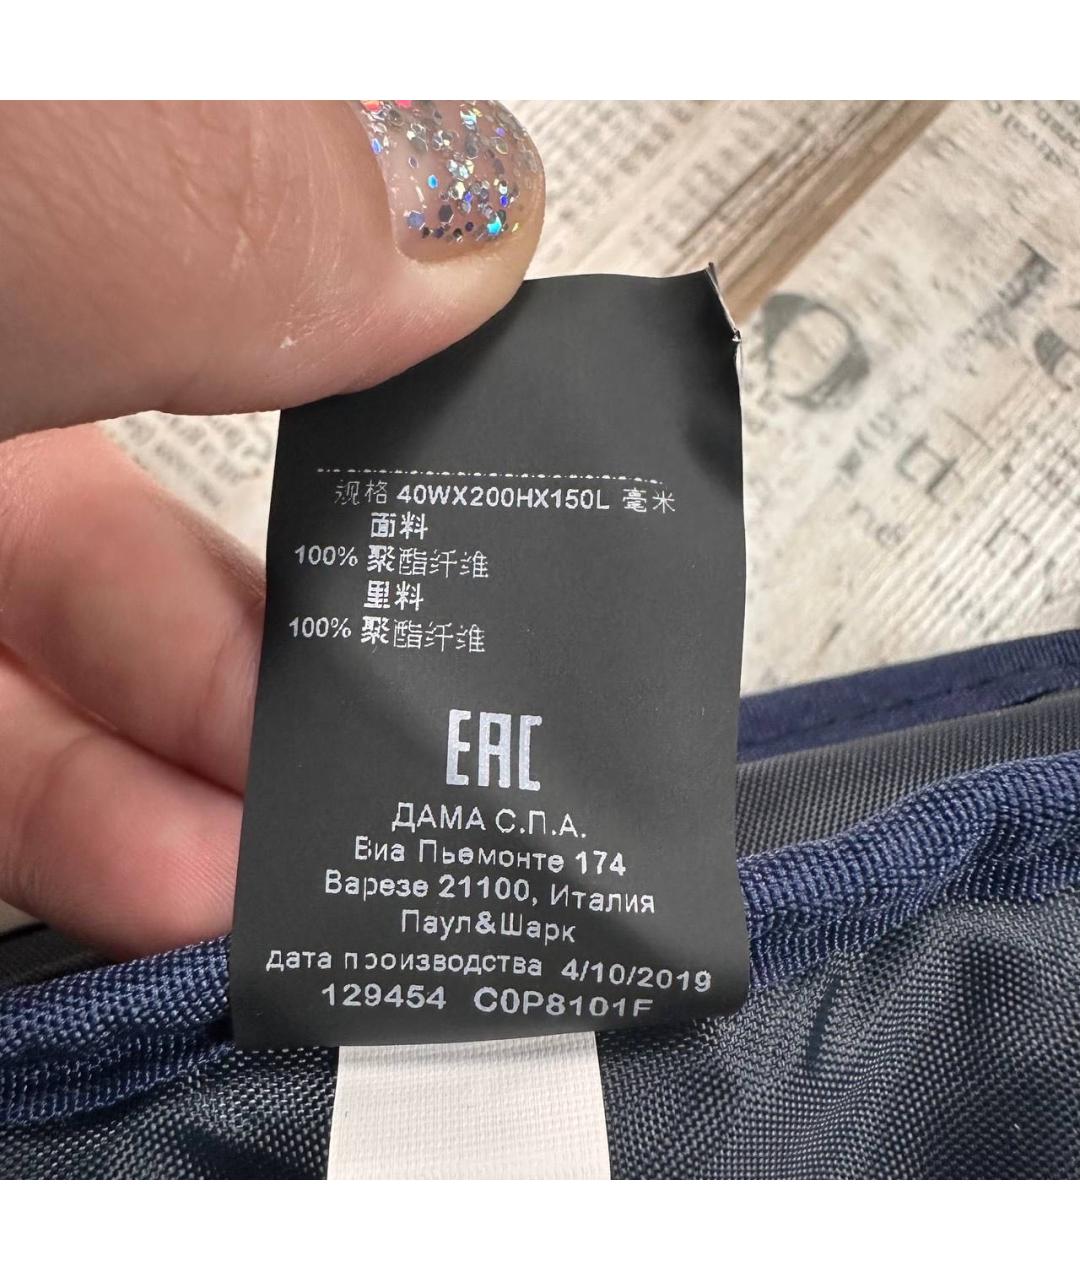 规格 40WX200HX150L 毫米
面料
100% 聚酯纤维
里料
100% 聚酯纤维
EAC
ДАМА С.П.А.
Виа Пьемонте 174
Варезе 21100, Италия
Паул&Шарк
дата производства 4/10/2019
129454 C0P8101F